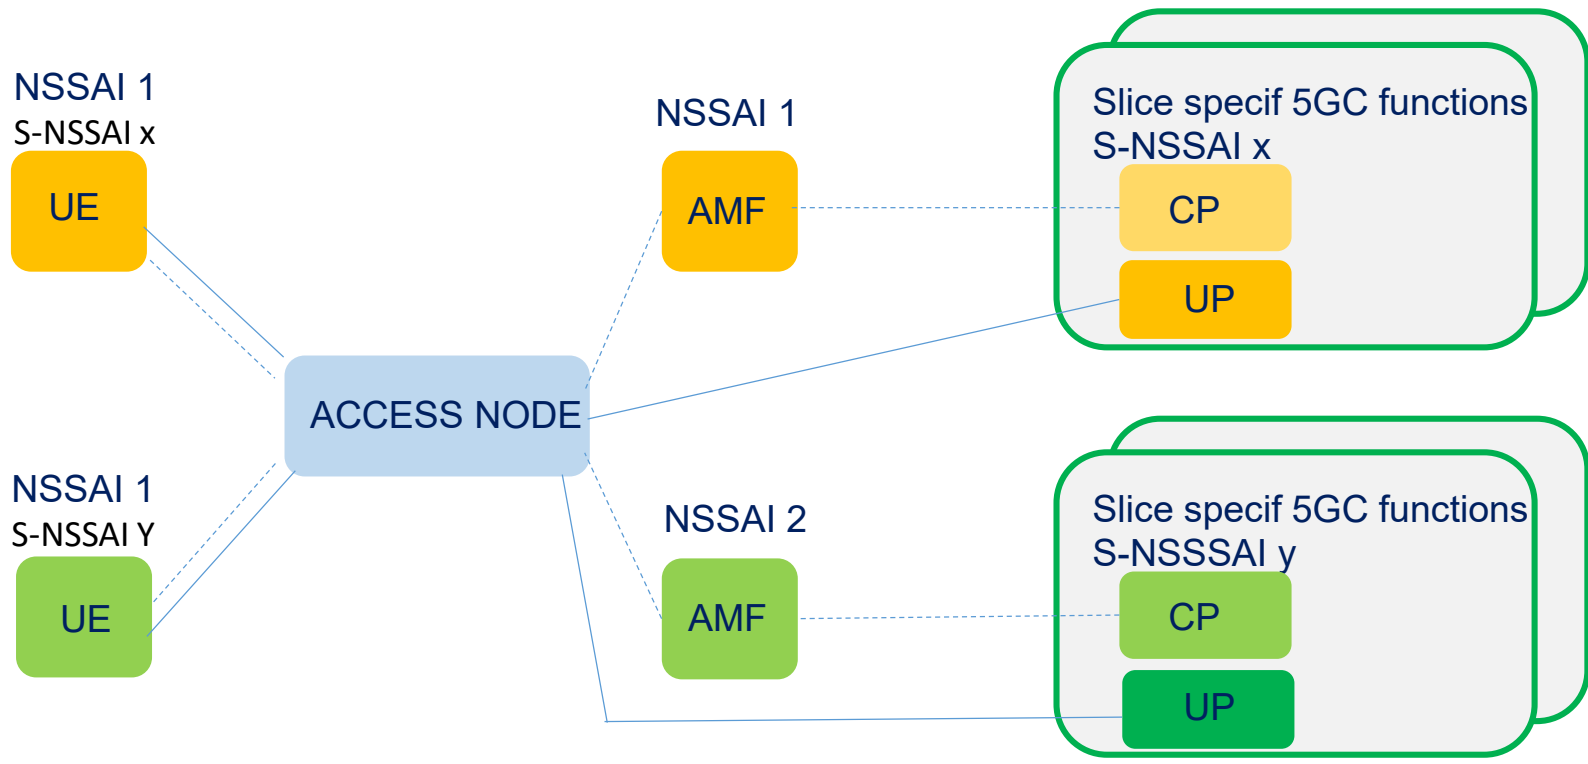 NSSAI 1
S-NSSAI x
UE
NSSAI 1
AMF
Slice specif 5GC functions
S-NSSAI x
CP
UP
ACCESS NODE
NSSAI 1
S-NSSAI Y
UE
NSSAI 2
AMF
Slice specif 5GC functions
S-NSSSAI y
CP
UP